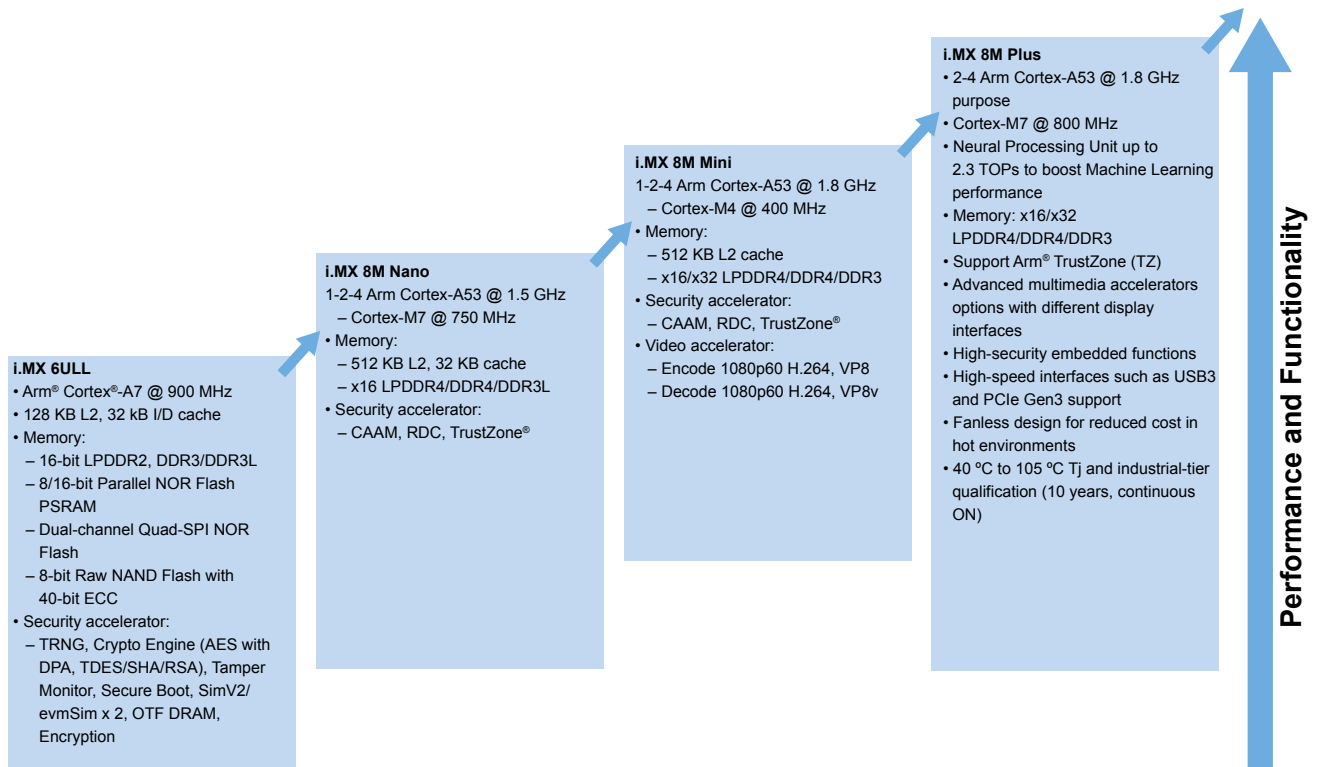 i.MX 6ULL
• Arm® Cortex®-A7 @ 900 MHz
• 128 KB L2, 32 kB I/D cache
• Memory:
– 16-bit LPDDR2, DDR3/DDR3L
– 8/16-bit Parallel NOR Flash
PSRAM
– Dual-channel Quad-SPI NOR
Flash
– 8-bit Raw NAND Flash with
40-bit ECC
• Security accelerator:
– TRNG, Crypto Engine (AES with
DPA, TDES/SHA/RSA), Tamper
Monitor, Secure Boot, SimV2/
evmSim x 2, OTF DRAM,
Encryption
i.MX 8M Nano
1-2-4 Arm Cortex-A53 @ 1.5 GHz
– Cortex-M7 @ 750 MHz
• Memory:
– 512 KB L2, 32 KB cache
– x16 LPDDR4/DDR4/DDR3L
• Security accelerator:
– CAAM, RDC, TrustZone®
i.MX 8M Mini
1-2-4 Arm Cortex-A53 @ 1.8 GHz
– Cortex-M4 @ 400 MHz
• Memory:
– 512 KB L2 cache
– x16/x32 LPDDR4/DDR4/DDR3
• Security accelerator:
– CAAM, RDC, TrustZone®
• Video accelerator:
– Encode 1080p60 H.264, VP8
– Decode 1080p60 H.264, VP8v
i.MX 8M Plus
• 2-4 Arm Cortex-A53 @ 1.8 GHz
purpose
• Cortex-M7 @ 800 MHz
• Neural Processing Unit up to
2.3 TOPs to boost Machine Learning
performance
• Memory: x16/x32
LPDDR4/DDR4/DDR3
• Support Arm® TrustZone (TZ)
• Advanced multimedia accelerators
options with different display
interfaces
• High-security embedded functions
• High-speed interfaces such as USB3
and PCIe Gen3 support
• Fanless design for reduced cost in
hot environments
• 40 ºC to 105 ºC Tj and industrial-tier
qualification (10 years, continuous
ON)
Performance and Functionality